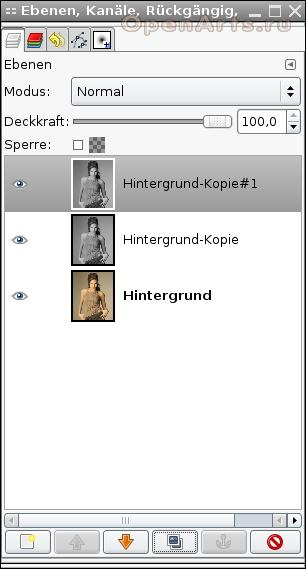 Ebenen, Kanäle, Rückgängig,
OpenArts.ru
Ebenen
Modus: Normal
Deckkraft: 100,0
Sperre:
Hintergrund-Kopie#1
Hintergrund-Kopie
Hintergrund